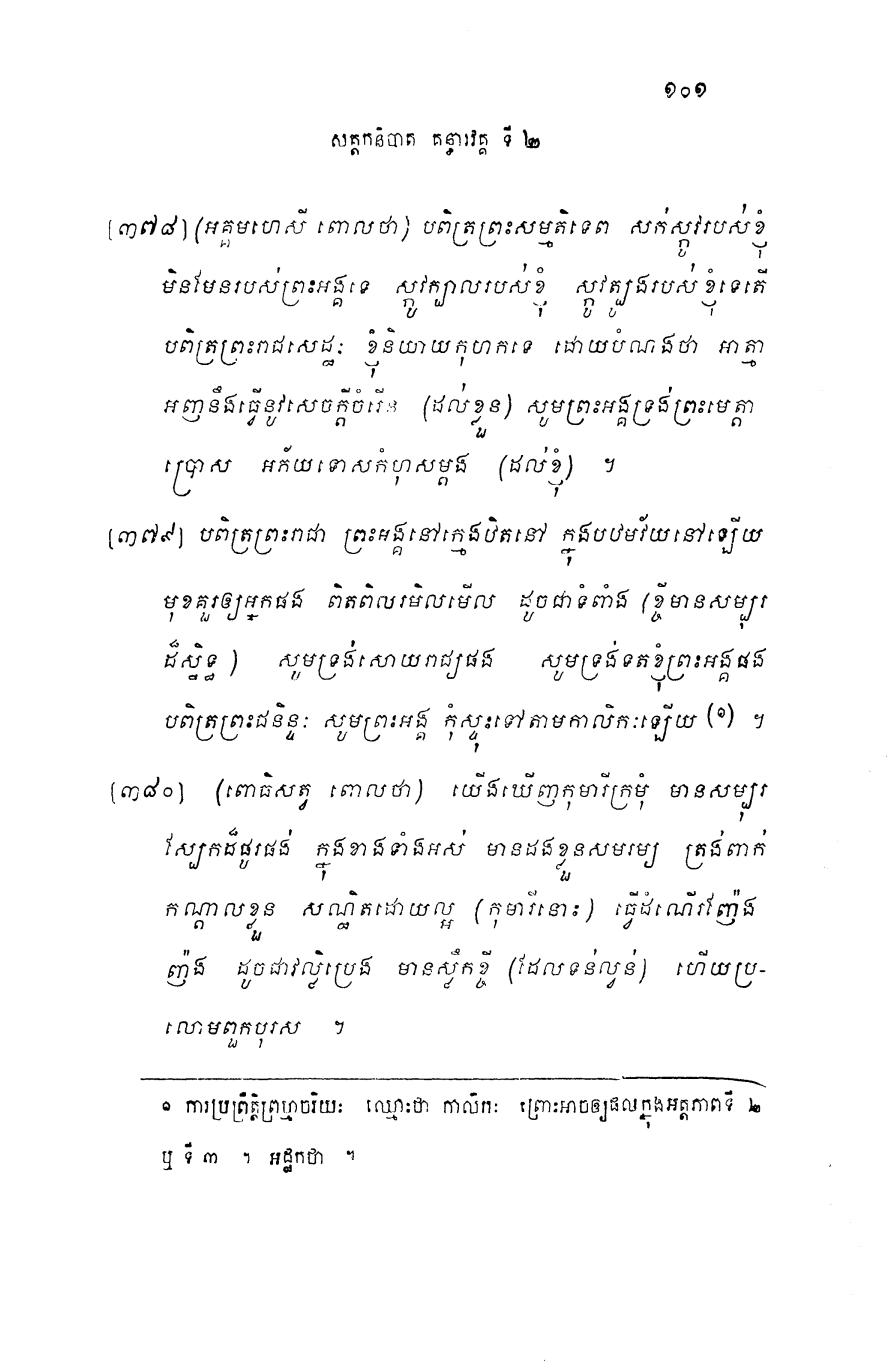 ១០១
សត្តកនិបាត គន្ធារវគ្គ ទី ២
[៣៧៨] (អគ្គមហេសី ពោលថា) បពិត្រព្រះសម្មតិទេព សក់ស្កូវរបស់ខ្ញុំ
មិនមែនរបស់ព្រះអង្គទេ ស្កូវក្បាលរបស់ខ្ញុំ ស្កូវត្បូងរបស់ខ្ញុំទេតើ
បពិត្រព្រះរាជសេដ្ឋៈ ខ្ញុំនិយាយកុហកទេ ដោយបំណងថា អាត្មា
អញនឹងធ្វើនូវសេចក្តីចំរើន (ដល់ខ្លួន) សូមព្រះអង្គទ្រង់ព្រះមេត្តា
ប្រោស អភ័យទោសកំហុសម្តង (ដល់ខ្ញុំ) ។
[៣៧៩] បពិត្រព្រះរាជា ព្រះអង្គនៅក្មេងឋិតនៅ ក្នុងបឋមវ័យនៅឡើយ
មុខគួរឲ្យអ្នកផង ពិតពិលរមិលមើល ដូចជាទំពាំង (ខ្ចីមានសម្បុរ
ដ៏ស្និទ្ធ) សូមទ្រង់សោយរាជ្យផង សូមទ្រង់ទតខ្ញុំព្រះអង្គផង
បពិត្រព្រះជនិន្ទៈ សូមព្រះអង្គ កុំស្ទុះទៅតាមកាលិកៈឡើយ (១) ។
[៣៨០] (ពោធិសត្វ ពោលថា) យើងឃើញកុមារីក្រមុំ មានសម្បុរ
ស្បែកដ៏ផូរផង់ ក្នុងខាងទាំងអស់ មានដងខ្លួនសមរម្យ ត្រង់ពាក់
កណ្តាលខ្លួន សណ្ឋិតដោយល្អ (កុមារីនោះ) ធ្វើដំណើរវ៉ែញ៉ង
ញ៉ង ដូចជាវល្លិប្រេង មានស្លឹកខ្ចី (ដែលទន់ល្វន់) ហើយប្រ-
លោមពួកបុរស ។
១ ការប្រព្រឹត្តិព្រហ្មចរិយៈ ឈ្មោះថា កាលិកៈ ព្រោះអាចឲ្យផលក្នុងអត្តភាពទី ២
ឬ ទី ៣ ។ អដ្ឋកថា ។